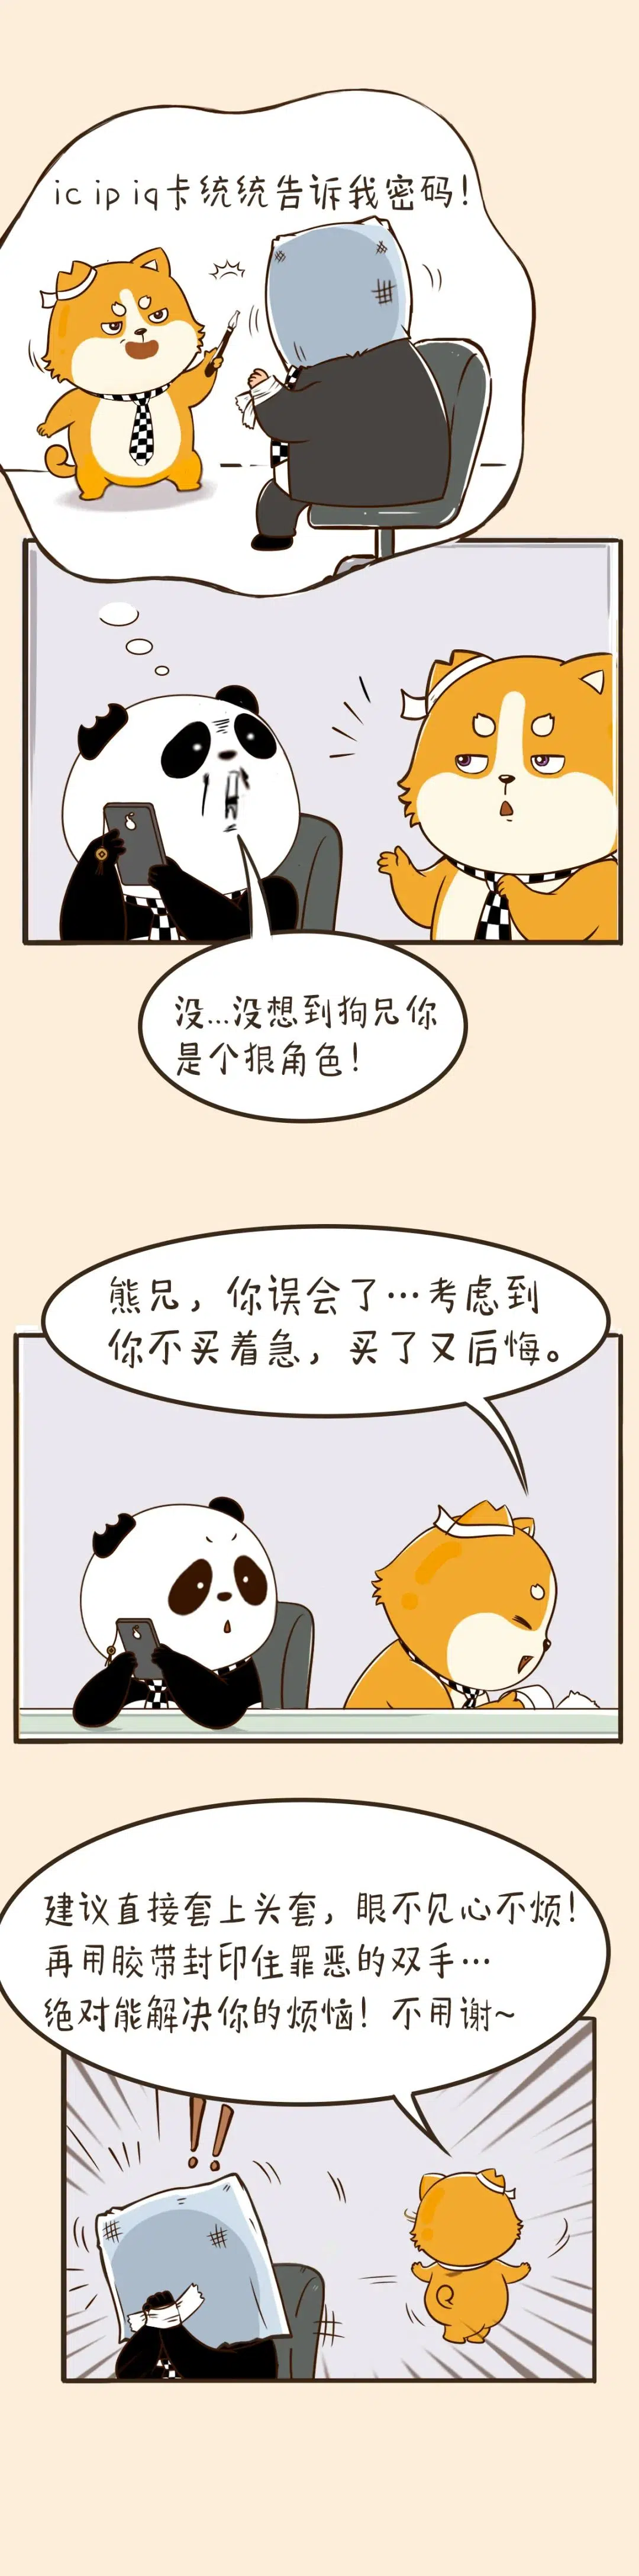 ic ip iq卡统统告诉我密码！
没…没想到狗兄你
是个狠角色！
熊兄，你误会了…考虑到
你不买着急，买了又后悔。
建议直接套上头套，眼不见心不烦！
再用胶带封印住罪恶的双手…
绝对能解决你的烦恼！不用谢~
!!